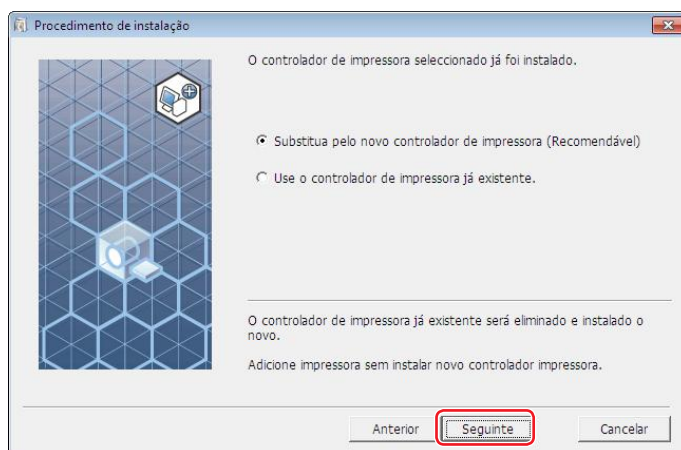 Procedimento de instalação
O controlador de impressora seleccionado já foi instalado.
Substitua pelo novo controlador de impressora (Recomendável)
Use o controlador de impressora já existente.
O controlador de impressora já existente será eliminado e instalado o
novo.
Adicione impressora sem instalar novo controlador impressora.
Anterior
Seguinte
Cancelar